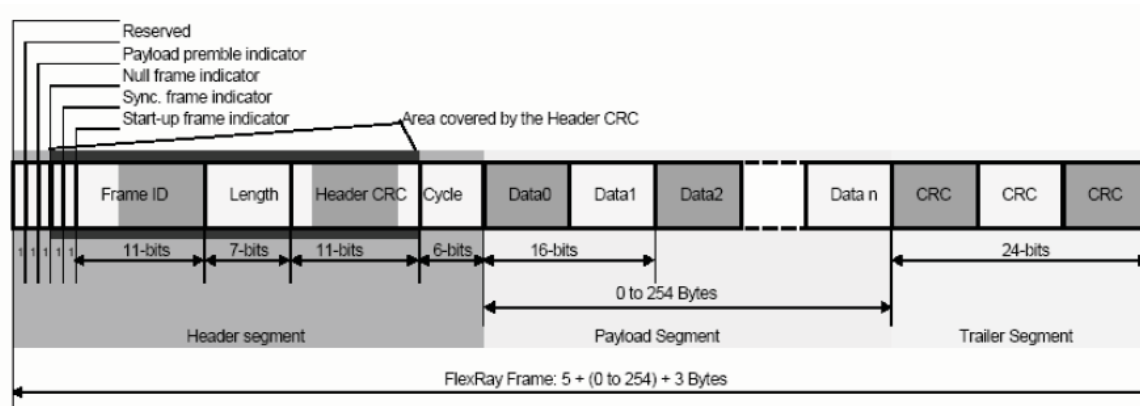 Reserved
Payload premble indicator
Null frame indicator
Sync. frame indicator
Start-up frame indicator
Area covered by the Header CRC
Frame ID Length Header CRC Cycle Data0 Data1 Data2 Data n CRC CRC CRC
1 1 1 1 1 11-bits 7-bits 11-bits 6-bits 16-bits 24-bits
0 to 254 Bytes
Header segment Payload Segment Trailer Segment
FlexRay Frame: 5 + (0 to 254) + 3 Bytes